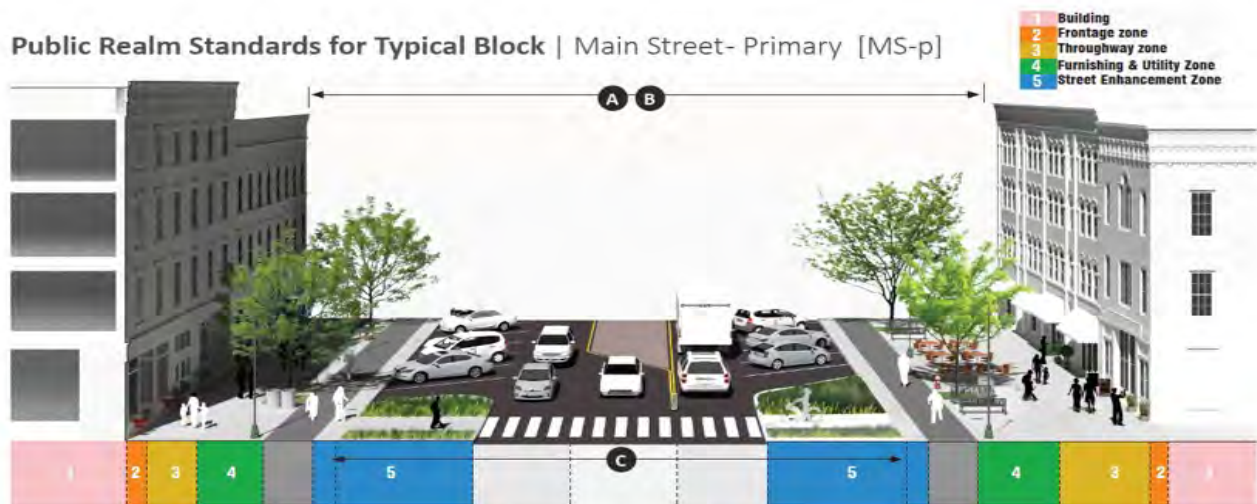 Public Realm Standards for Typical Block | Main Street- Primary [MS-p]
1 Building
2 Frontage zone
3 Throughway zone
4 Furnishing & Utility Zone
5 Street Enhancement Zone
A B
1 2 3 4 5 C 5 4 3 2 1